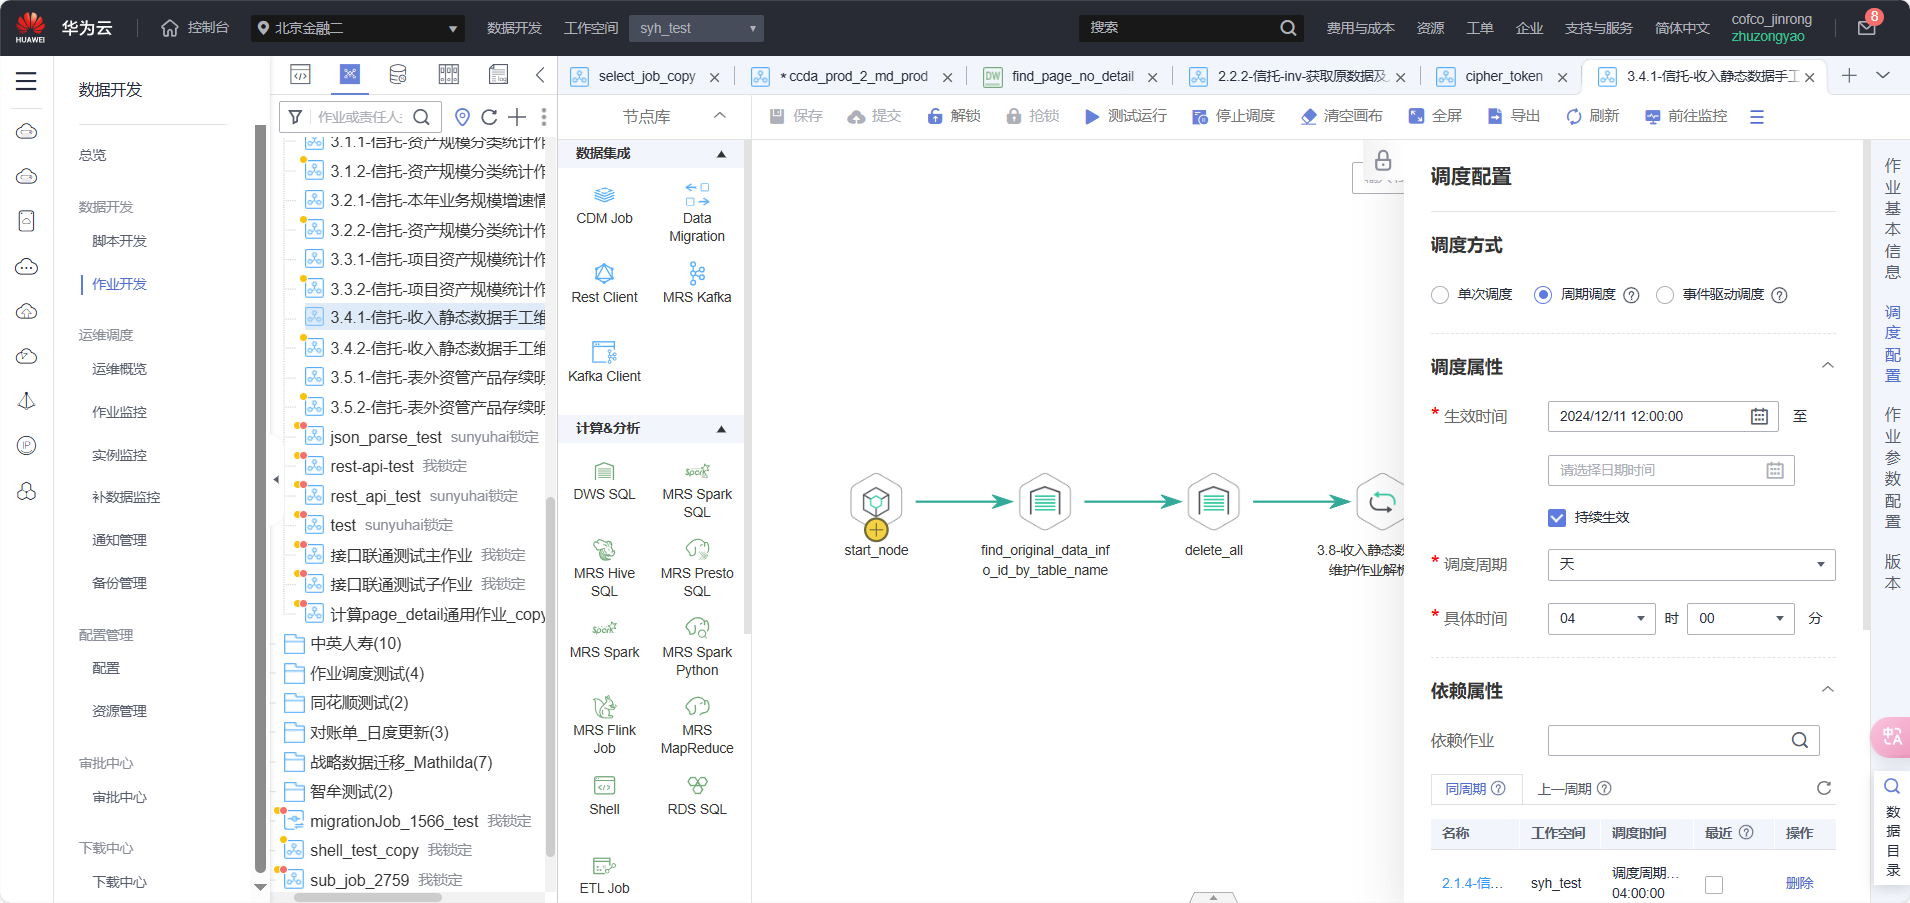 HUAWEI
华为云
控制台
北京金融二
数据开发
工作空间
syh_test
搜索
费用与成本
资源
工单
企业
支持与服务
简体中文
cofco_jinrong
zhuzongyao
8
数据开发
总览
数据开发
脚本开发
作业开发
运维调度
运维概览
作业监控
实例监控
补数据监控
通知管理
备份管理
配置管理
配置
资源管理
审批中心
审批中心
下载中心
下载中心
IP
作业或责任人:
3.1.1-信托-资产规模分类统计作
3.1.2-信托-资产规模分类统计作
3.2.1-信托-本年业务规模增速情
3.2.2-信托-资产规模分类统计作
3.3.1-信托-项目资产规模统计作
3.3.2-信托-项目资产规模统计作
3.4.1-信托-收入静态数据手工维
3.4.2-信托-收入静态数据手工维
3.5.1-信托-表外资管产品存续明
3.5.2-信托-表外资管产品存续明
json_parse_test sunyuhai锁定
rest-api-test 我锁定
rest_api_test sunyuhai锁定
test sunyuhai锁定
接口联通测试主作业 我锁定
接口联通测试子作业 我锁定
计算page_detail通用作业_copy
中英人寿(10)
作业调度测试(4)
同花顺测试(2)
对账单_日度更新(3)
战略数据迁移_Mathilda(7)
智牟测试(2)
migrationJob_1566_test 我锁定
shell_test_copy 我锁定
sub_job_2759 我锁定
select_job_copy
*ccda_prod_2_md_prod
DW
find_page_no_detail
2.2.2-信托-inv-获取原数据及
cipher_token
3.4.1-信托-收入静态数据手工
节点库
保存
提交
解锁
抢锁
测试运行
停止调度
清空画布
全屏
导出
刷新
前往监控
数据集成
CDM Job
Data
Migration
Rest Client
MRS Kafka
Kafka Client
计算&分析
DWS SQL
MRS Spark
SQL
MRS Hive
SQL
MRS Presto
SQL
MRS Spark
MRS Spark
Python
MRS Flink
Job
MRS
MapReduce
Shell
RDS SQL
ETL Job
start_node
find_original_data_inf
o_id_by_table_name
delete_all
3.8-收入静态数
维护作业解析
调度配置
调度方式
单次调度
周期调度
事件驱动调度
调度属性
* 生效时间
2024/12/11 12:00:00
至
请选择日期时间
持续生效
* 调度周期
天
* 具体时间
04
时
00
分
依赖属性
依赖作业
同周期
上一周期
名称
工作空间
调度时间
最近
操作
2.1.4-信...
syh_test
调度周期...
04:00:00
删除
作业基本信息
调度配置
作业参数配置
版本
数据目录